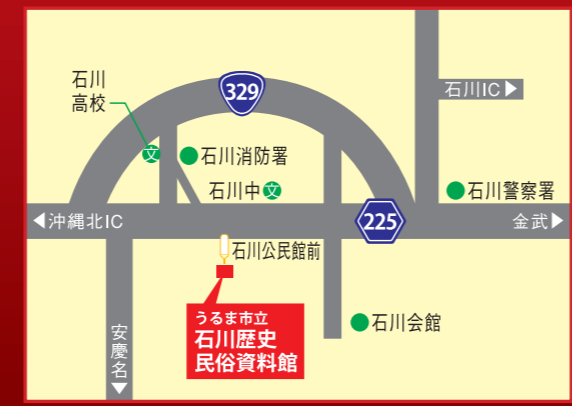 石川
高校
329
石川IC▶
石川消防署
文
石川中文
石川警察署
◀沖縄北IC
225
金武▶
石川公民館前
うるま市立
石川歴史
民俗資料館
石川会館
安慶名▼